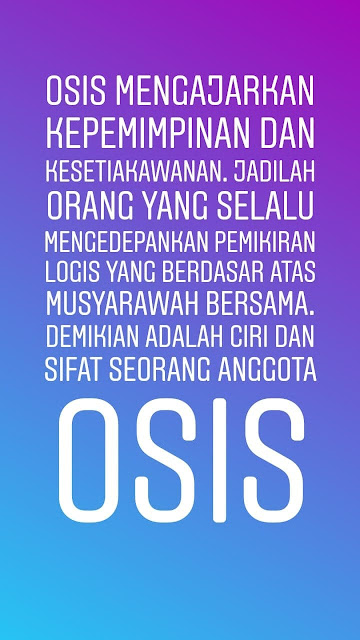 OSIS MENGAJARKAN
KEPEMIMPINAN DAN
KESETIAKAWANAN. JADILAH
ORANG YANG SELALU
MENGEDEPANKAN PEMIKIRAN
LOGIS YANG BERDASAR ATAS
MUSYARAWAH BERSAMA.
DEMIKIAN ADALAH CIRI DAN
SIFAT SEORANG ANGGOTA
OSIS